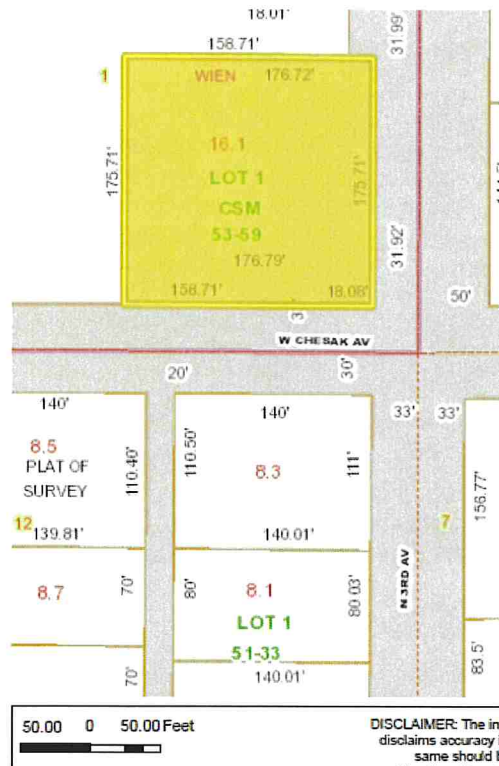 18.01'
158.71'
31.99'
1
WIEN 176.72'
175.71'
16.1
LOT 1
CSM
53-59
175.71'
176.79'
31.92'
158.71' 18.08'
50'
3
W CHESAK AV
20' 30'
140' 140' 33' 33'
8.5
PLAT OF
SURVEY
110.40'
110.50'
8.3
111'
156.77'
12
139.81' 140.01'
7
N 3RD AV
8.7
70'
80'
8.1
80.03'
LOT 1
51-33
70'
140.01'
83.5'
50.00 0 50.00 Feet
DISCLAIMER: The in
disclaims accuracy
same should b